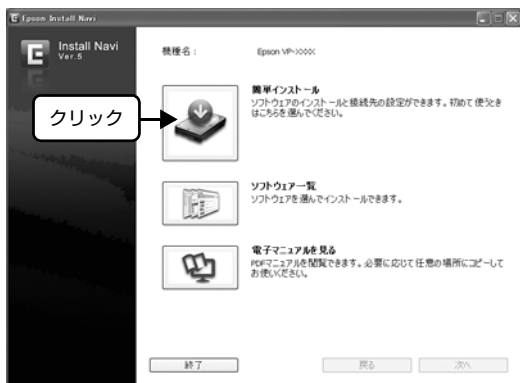 Epson Install Navi
Install Navi
Ver.5
機種名：
Epson VP-XXXX
クリック
簡単インストール
ソフトウェアのインストールと接続先の設定ができます。初めて使うとき
はこちらを選んでください。
ソフトウェア一覧
ソフトウェアを選んでインストールできます。
電子マニュアルを見る
PDFマニュアルを閲覧できます。必要に応じて任意の場所にコピーして
お使いください。
終了
戻る
次へ